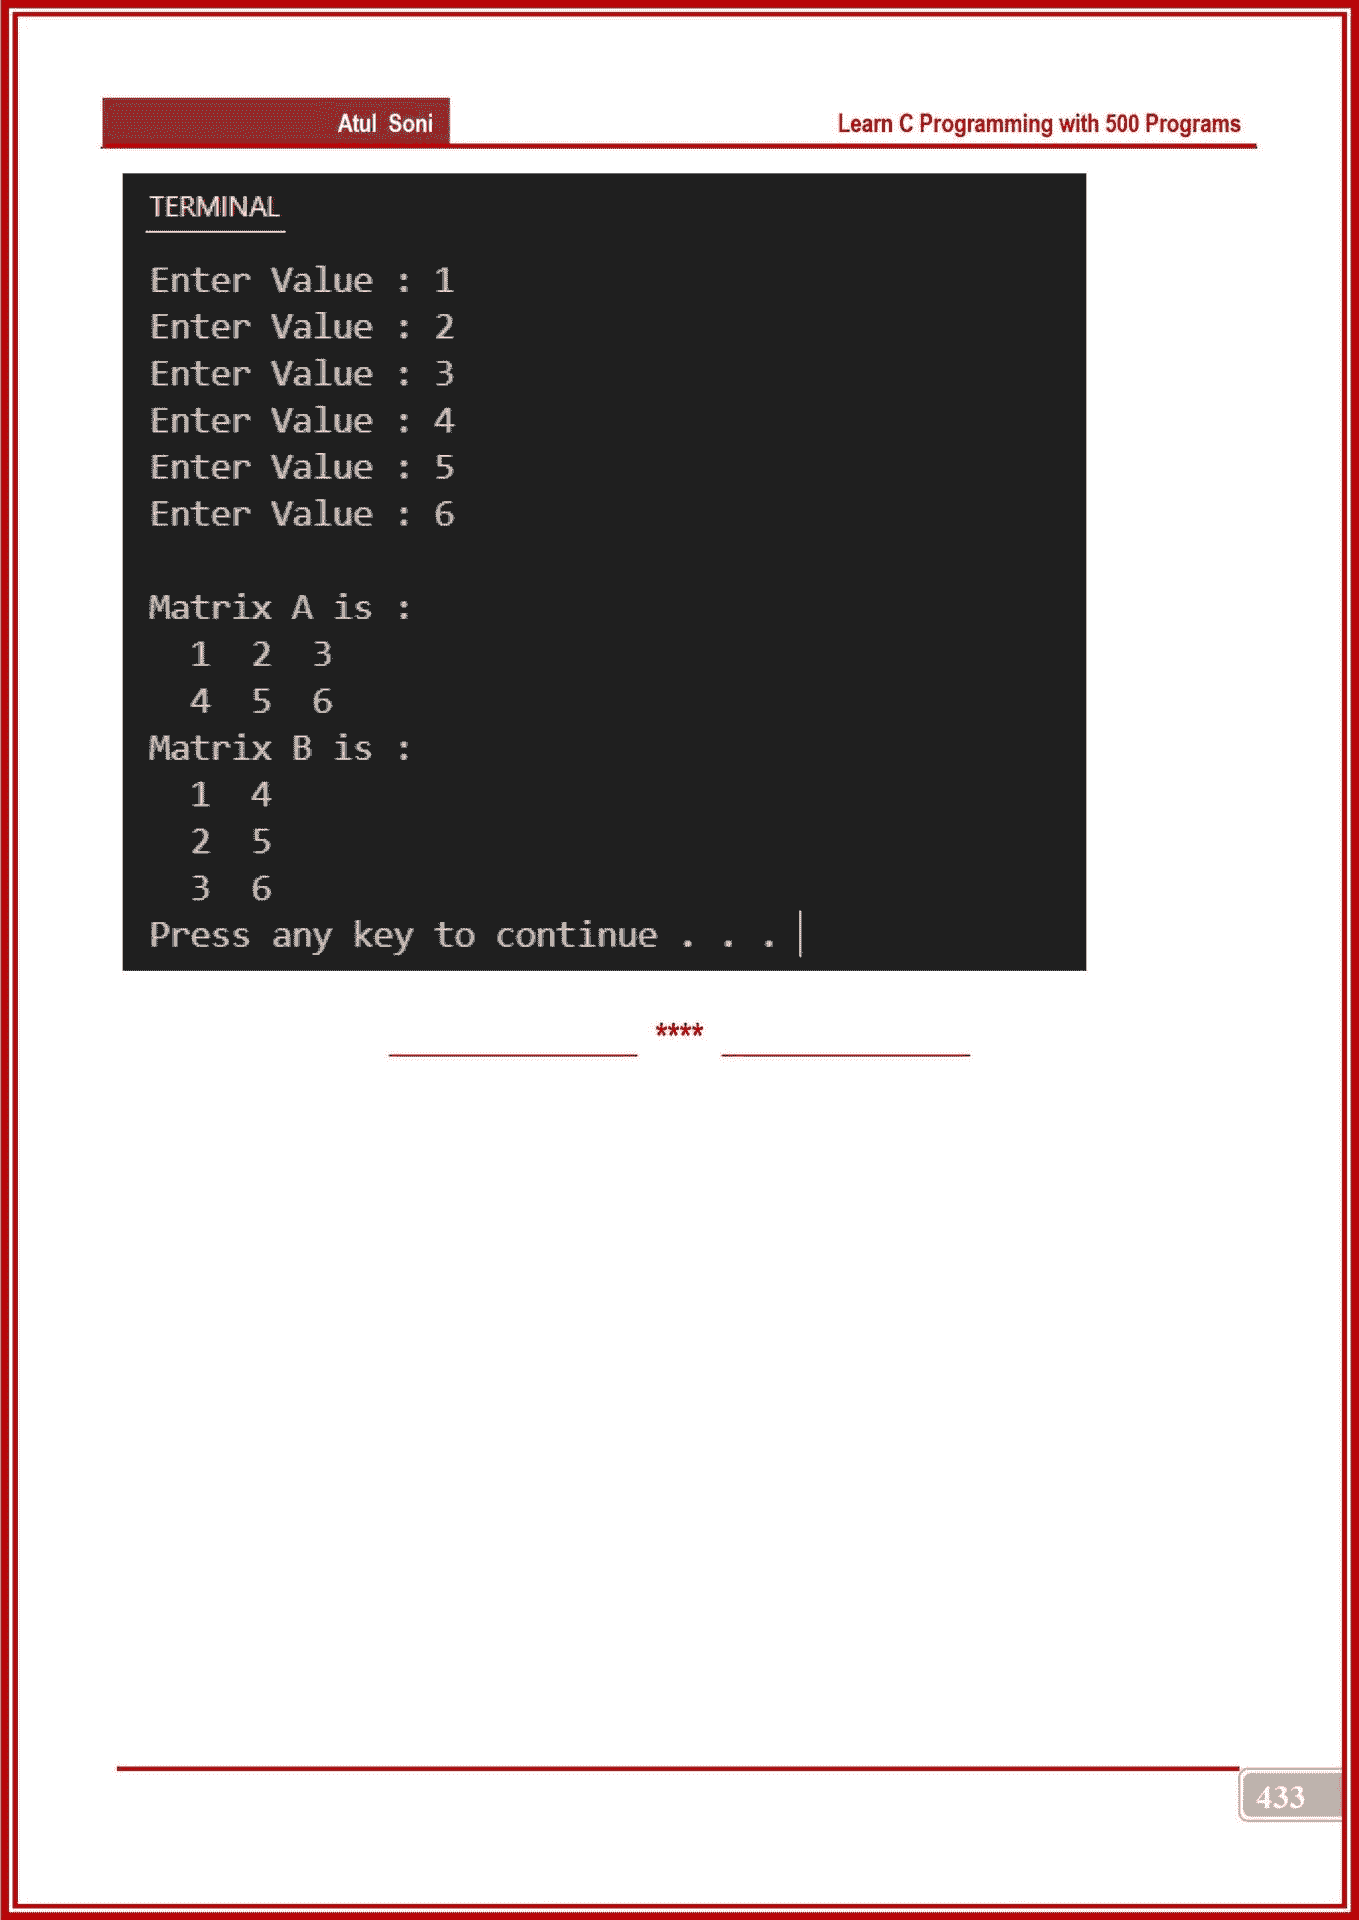 Atul Soni
Learn C Programming with 500 Programs
TERMINAL
Enter Value : 1
Enter Value : 2
Enter Value : 3
Enter Value : 4
Enter Value : 5
Enter Value : 6
Matrix A is :
1 2 3
4 5 6
Matrix B is :
1 4
2 5
3 6
Press any key to continue . . .
****
433